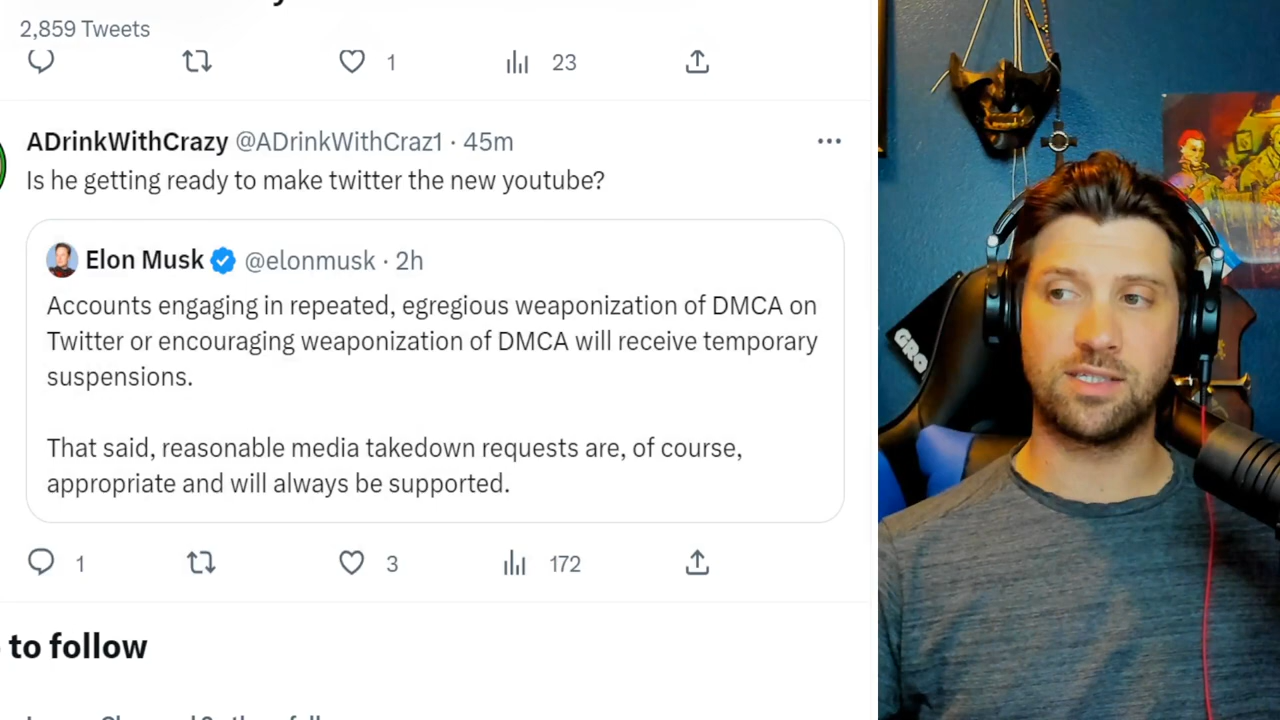 2,859 Tweets
1
23
ADrinkWithCrazy @ADrinkWithCraz1 · 45m
Is he getting ready to make twitter the new youtube?
Elon Musk @elonmusk · 2h
Accounts engaging in repeated, egregious weaponization of DMCA on
Twitter or encouraging weaponization of DMCA will receive temporary
suspensions.
That said, reasonable media takedown requests are, of course,
appropriate and will always be supported.
1
3
172
to follow
GRO